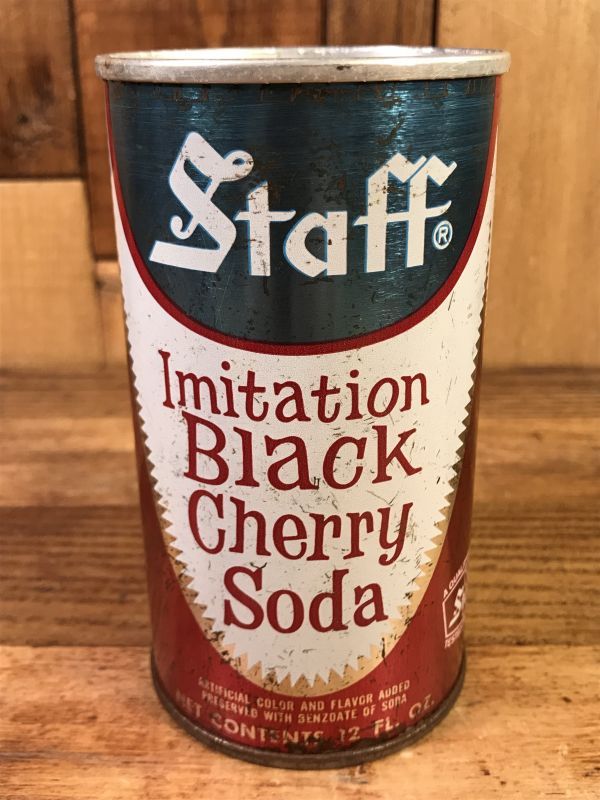 Staff®
Imitation
Black
Cherry
Soda
ARTIFICIAL COLOR AND FLAVOR ADDED
PRESERVED WITH BENZOATE OF SODA
NET CONTENTS 12 FL. OZ.